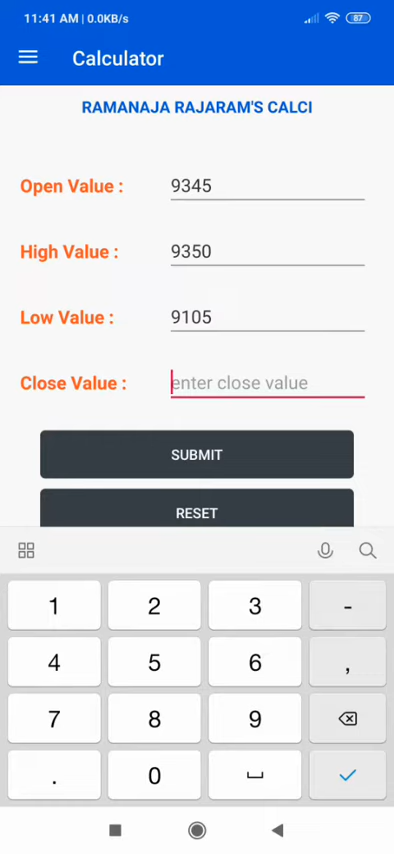 11:41 AM | 0.0KB/s 87
Calculator
RAMANAJA RAJARAM'S CALCI
Open Value : 9345
High Value : 9350
Low Value : 9105
Close Value : enter close value
SUBMIT
RESET
1 2 3 -
4 5 6 ,
7 8 9
. 0